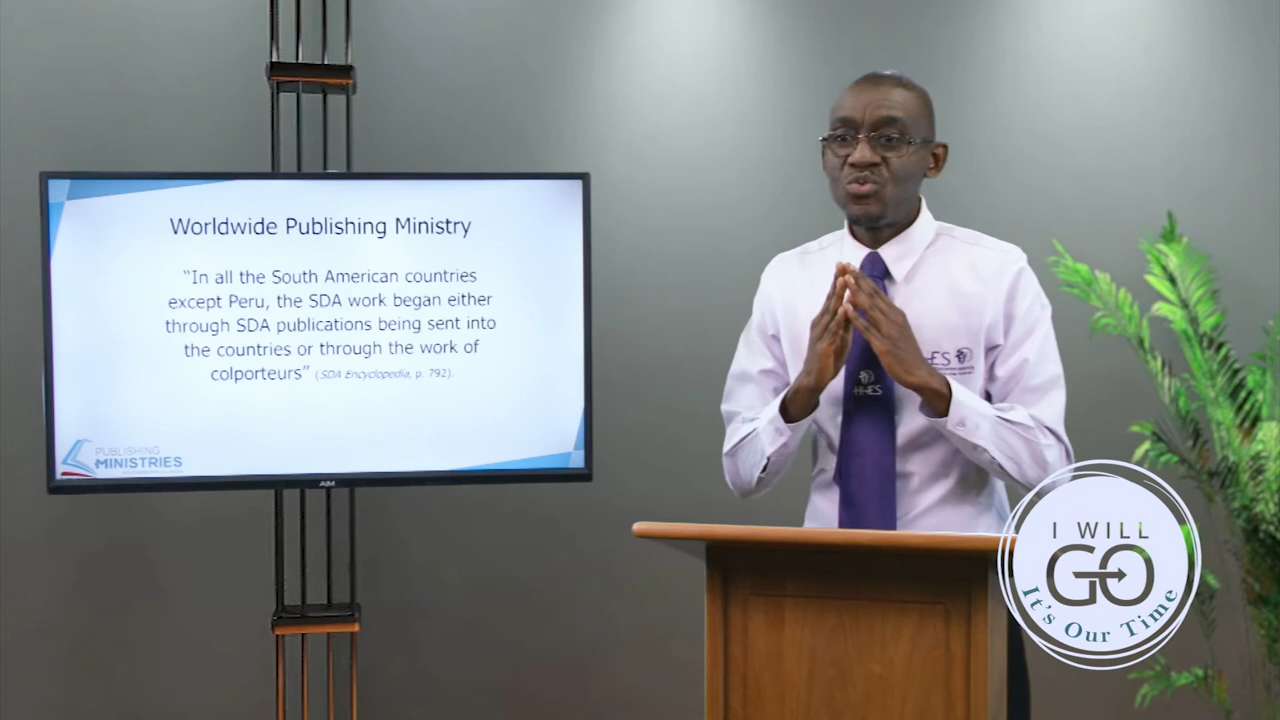 Worldwide Publishing Ministry
“In all the South American countries
except Peru, the SDA work began either
through SDA publications being sent into
the countries or through the work of
colporteurs” (SDA Encyclopedia, p. 792).
PUBLISHING
MINISTRIES
AIM
HHES
I WILL
GO
It's Our Time